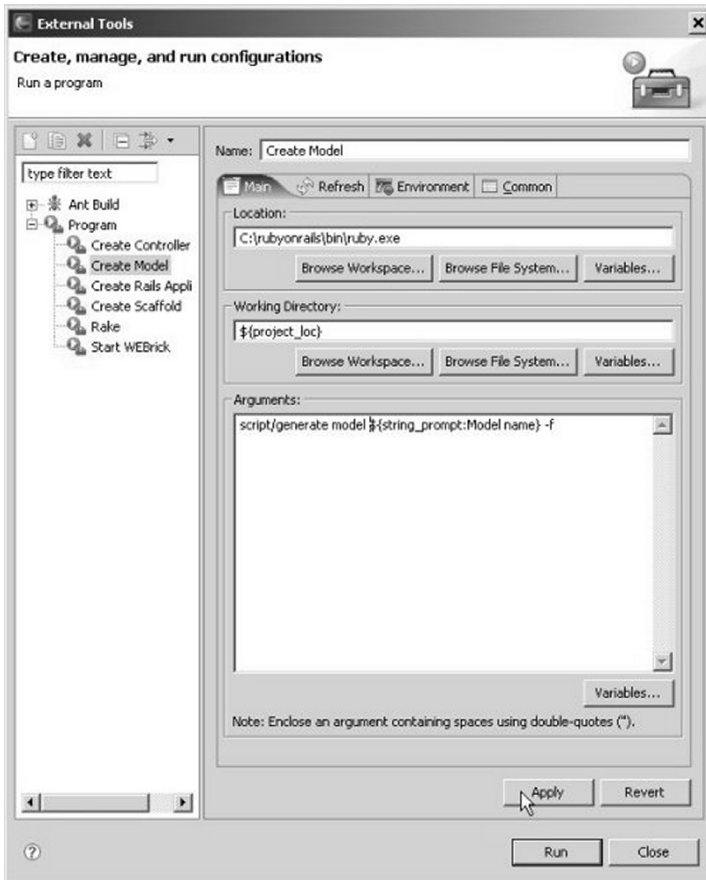 External Tools
Create, manage, and run configurations
Run a program
type filter text
Ant Build
Program
Create Controller
Create Model
Create Rails Appli
Create Scaffold
Rake
Start WEBrick
Name: Create Model
Main Refresh Environment Common
Location:
C:\rubyonrails\bin\ruby.exe
Browse Workspace... Browse File System... Variables...
Working Directory:
${project_loc}
Browse Workspace... Browse File System... Variables...
Arguments:
script/generate model ${string_prompt:Model name} -f
Variables...
Note: Enclose an argument containing spaces using double-quotes (").
Apply Revert
Run Close